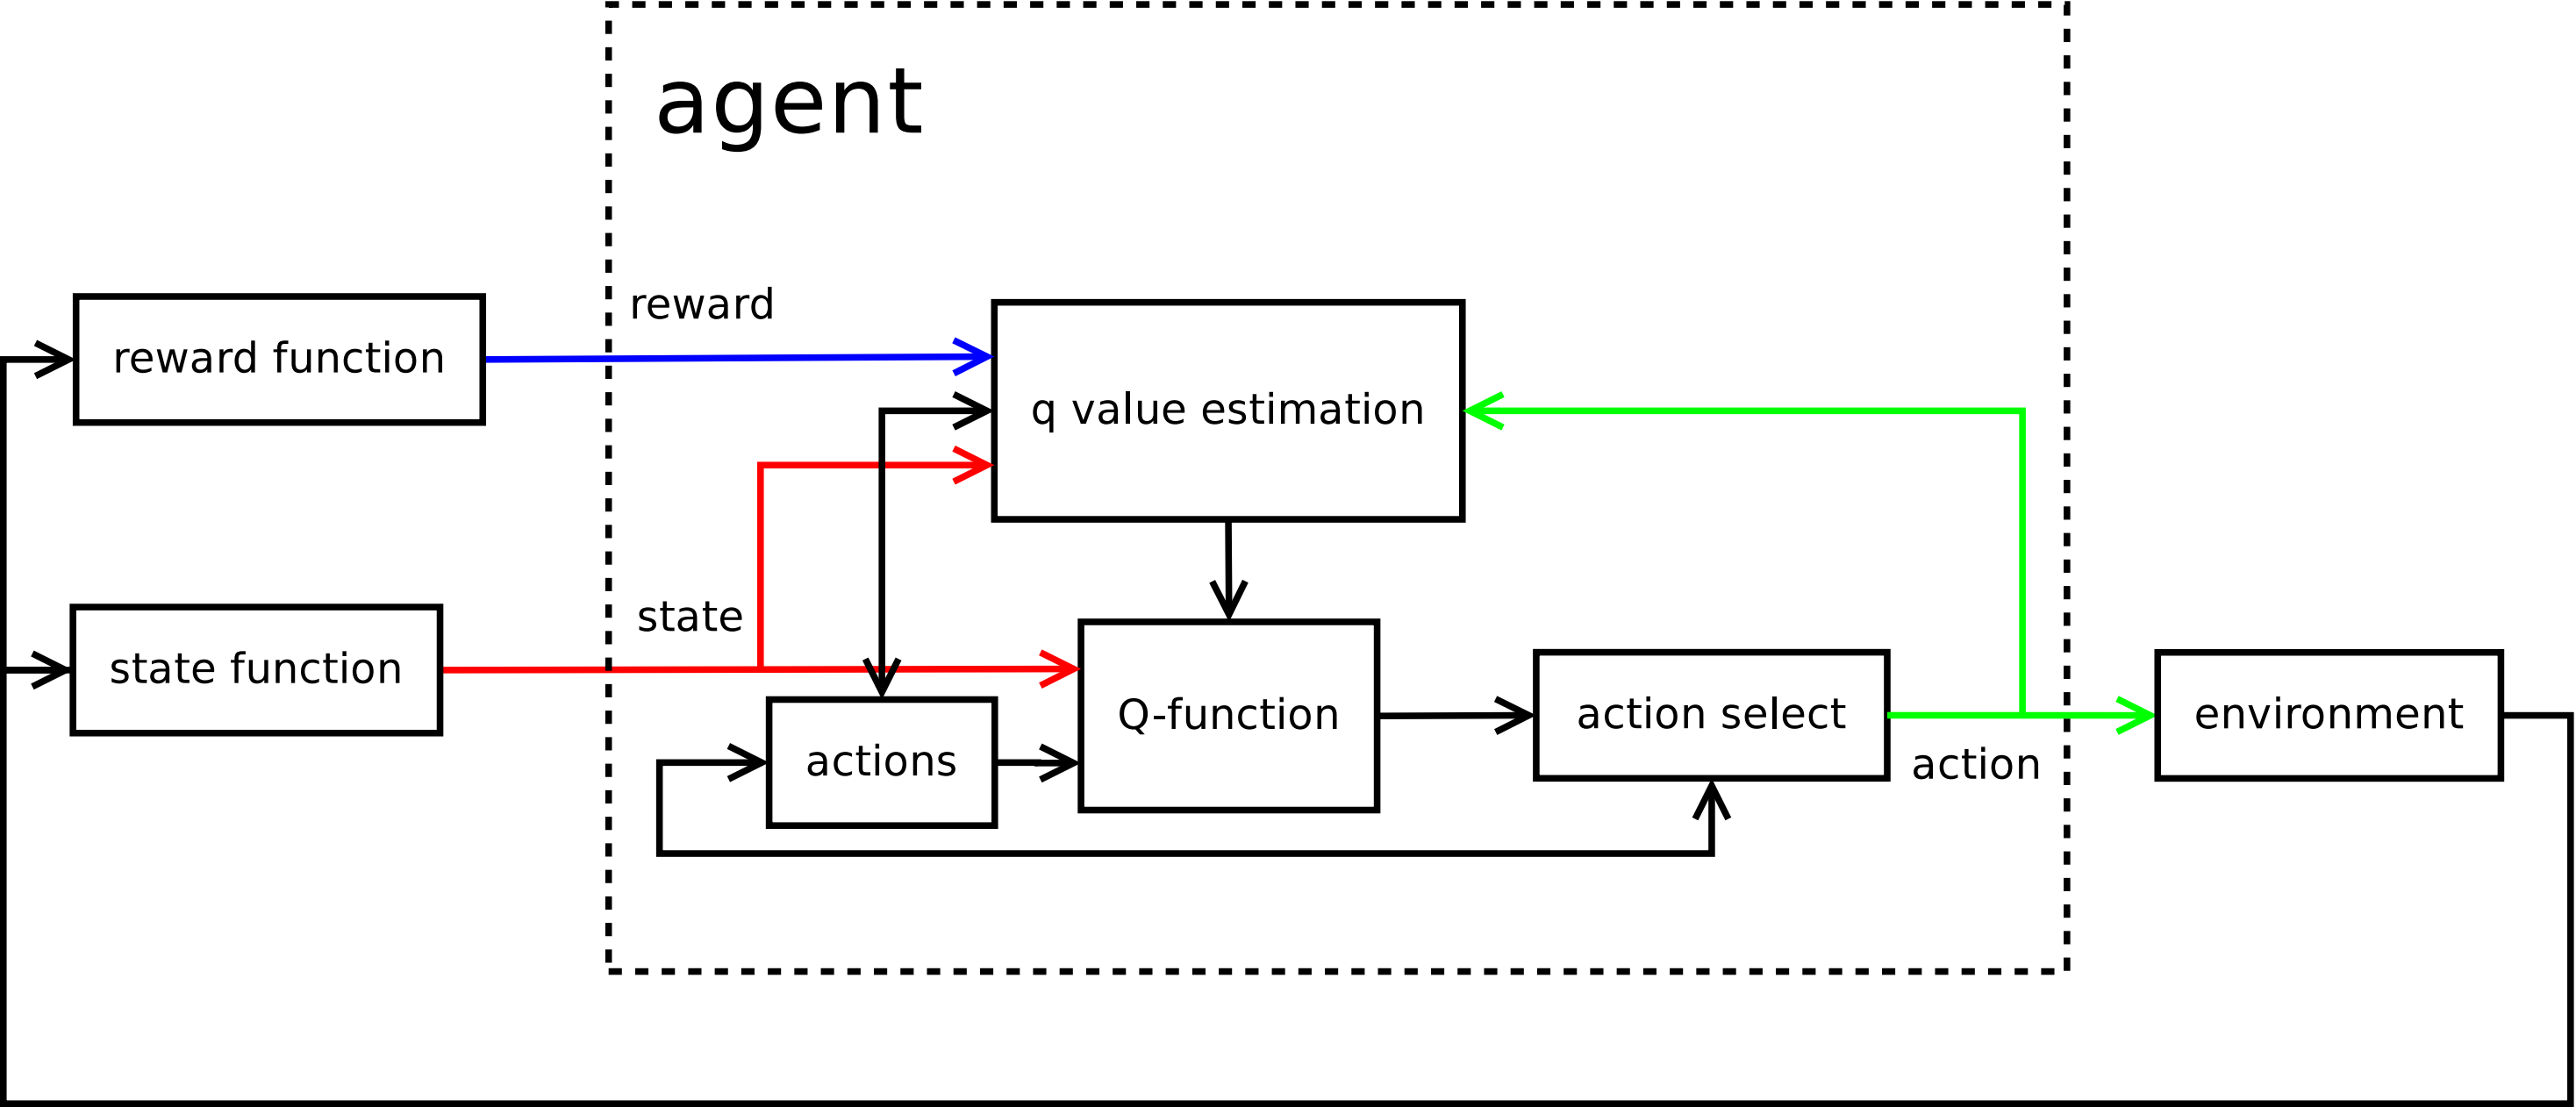 agent
reward
reward function
q value estimation
state
state function
Q-function
action select
environment
actions
action